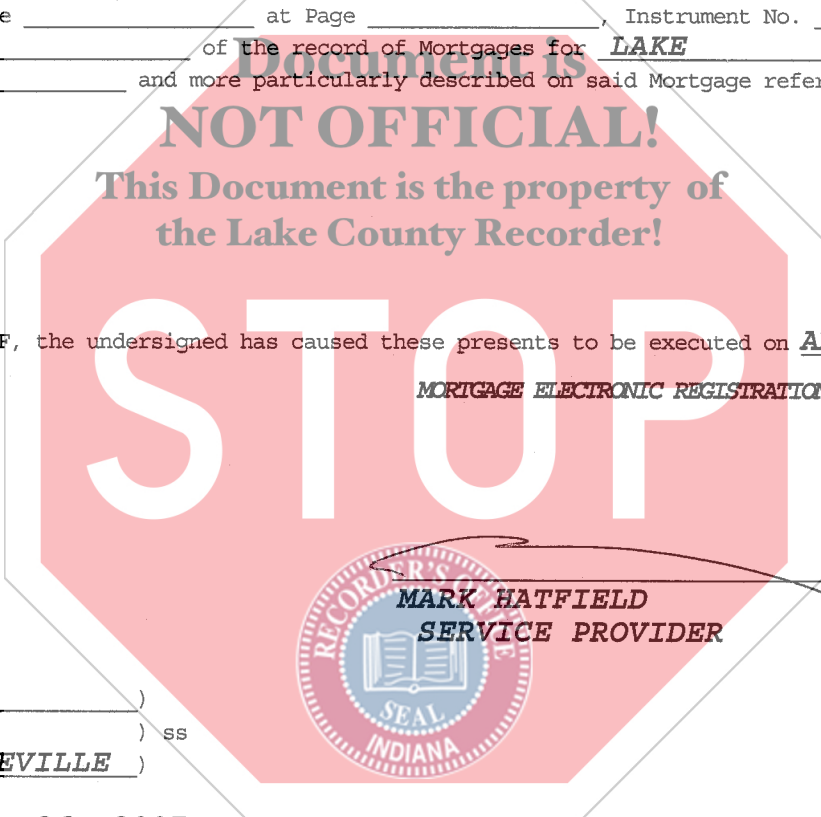 e at Page , Instrument No.
of the record of Mortgages for LAKE
Document is
and more particularly described on said Mortgage refer
NOT OFFICIAL!
This Document is the property of
the Lake County Recorder!
STOP
F, the undersigned has caused these presents to be executed on A
MORTGAGE ELECTRONIC REGISTRATION
RECORDER'S OFFICE
MARK HATFIELD
SERVICE PROVIDER
)
SEAL
) ss
INDIANA
EVILLE )